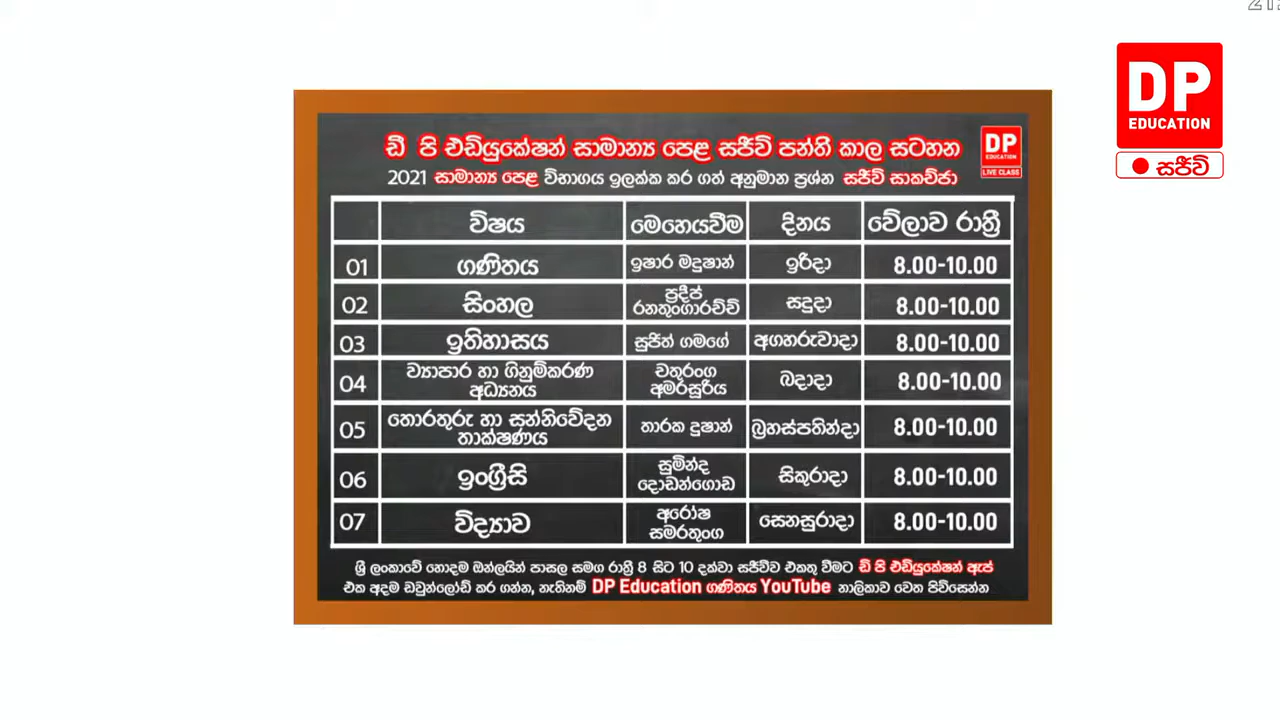 DP
EDUCATION
සජීවී
ඩී පි එඩියුකේෂන් සාමාන්‍ය පෙළ සජීවි පන්ති කාල සටහන
DP
EDUCATION
LIVE CLASS
2021 සාමාන්‍ය පෙළ විභාගය ඉලක්ක කර ගත් අනුමාන ප්‍රශ්න සජීවි සාකච්ඡා
විෂය මෙහෙයවීම දිනය වේලාව රාත්‍රී
01 ගණිතය ඉෂාර මදුෂාන් ඉරිදා 8.00-10.00
02 සිංහල ප්‍රදීප් රනතුංගාරච්චි සදුදා 8.00-10.00
03 ඉතිහාසය සුජිත් ගමගේ අගහරුවාදා 8.00-10.00
04 ව්‍යාපාර හා ගිනුම්කරණ අධ්‍යනය චතුරංග අමරසූරිය බදාදා 8.00-10.00
05 තොරතුරු හා සන්නිවේදන තාක්ෂණය තාරක දුෂාන් බ්‍රහස්පතින්දා 8.00-10.00
06 ඉංග්‍රීසි සුමින්ද දොඩන්ගොඩ සිකුරාදා 8.00-10.00
07 විද්‍යාව අරෝෂ සමරතුංග සෙනසුරාදා 8.00-10.00
ශ්‍රී ලංකාවේ හොදම ඔන්ලයින් පාසල සමග රාත්‍රී 8 සිට 10 දක්වා සජීවීව එකතු වීමට ඩී පි එඩියුකේෂන් ඇප්
එක අදම ඩවුන්ලෝඩ් කර ගන්න, නැතිනම් DP Education ගණිතය YouTube නාලිකාව වෙත පිවිසෙන්න